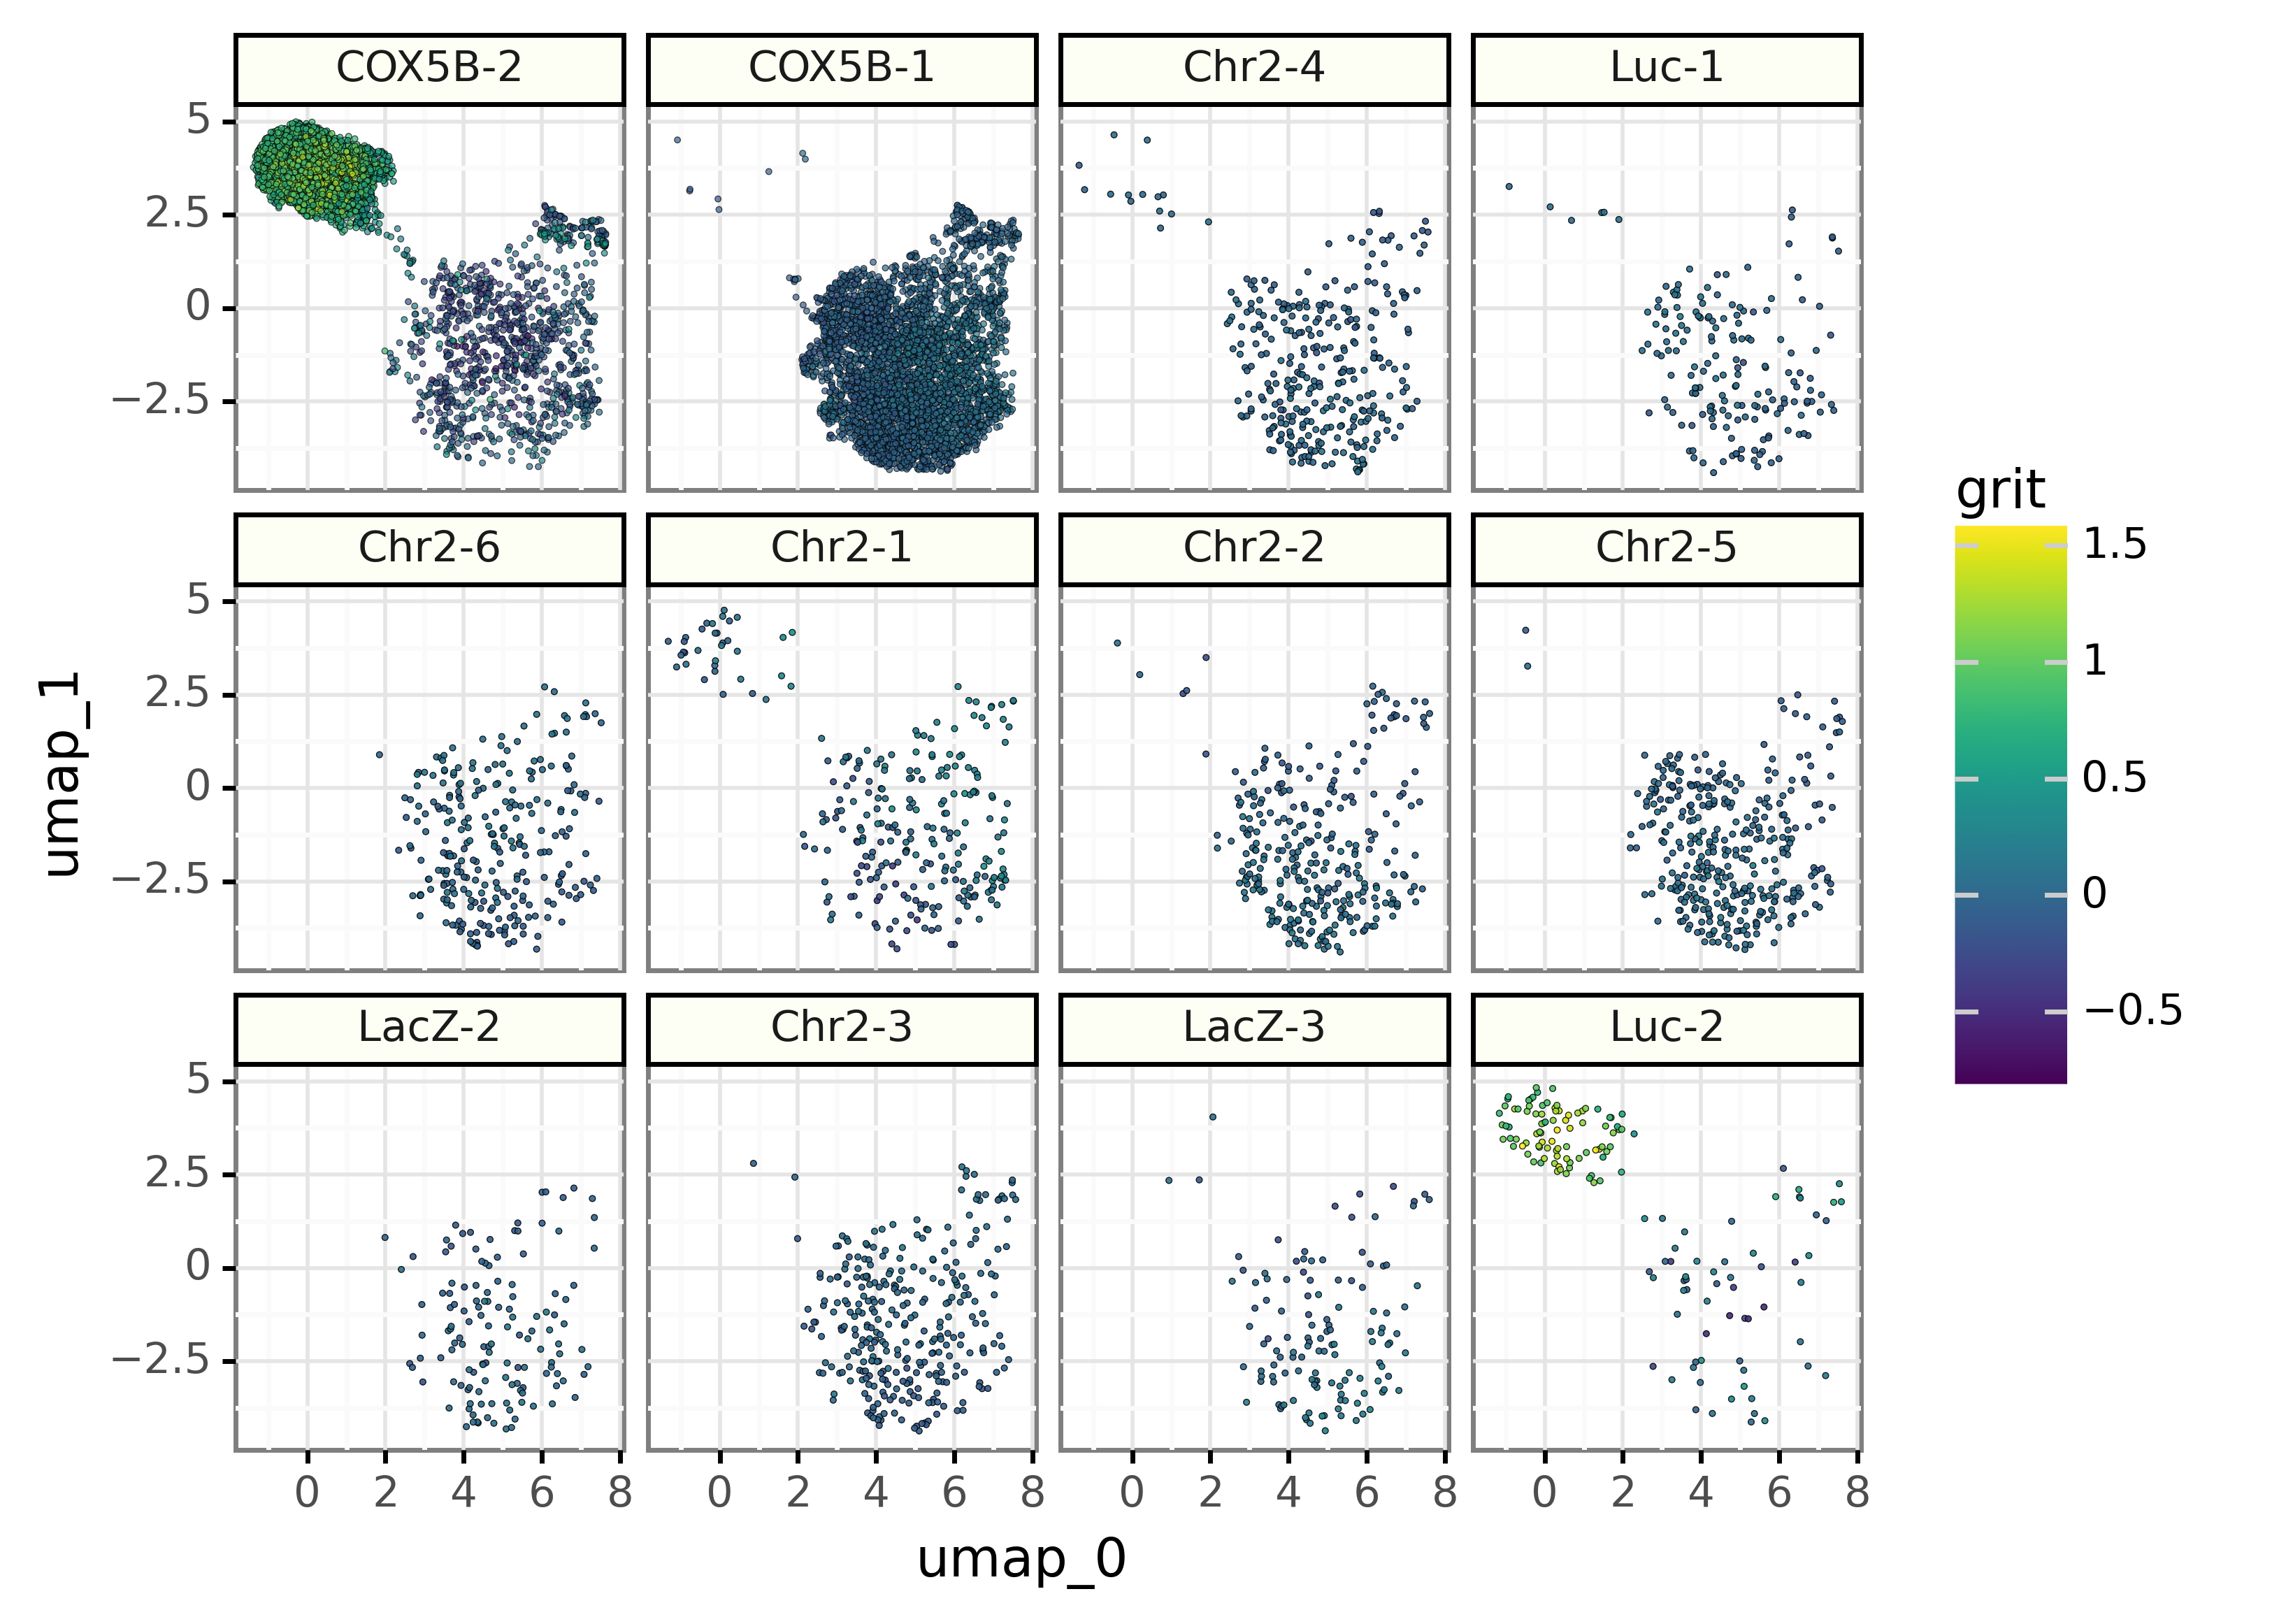 COX5B-2 COX5B-1 Chr2-4 Luc-1
5
2.5
0
−2.5
Chr2-6 Chr2-1 Chr2-2 Chr2-5
5
2.5
0
−2.5
LacZ-2 Chr2-3 LacZ-3 Luc-2
5
2.5
0
−2.5
0 2 4 6 8 0 2 4 6 8 0 2 4 6 8 0 2 4 6 8
umap_0
umap_1
grit
1.5
1
0.5
0
−0.5